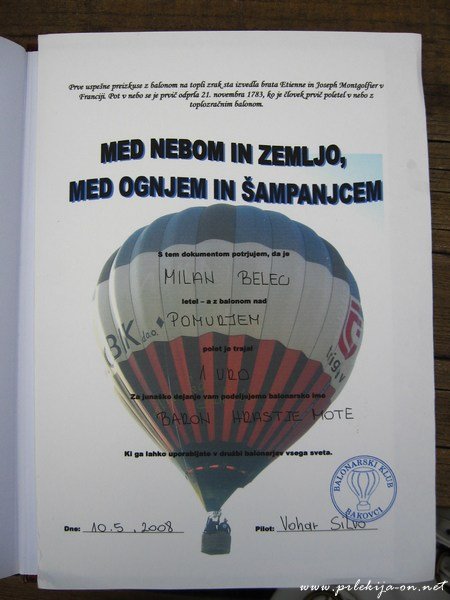 Prve uspešne preizkuse z balonom na topli zrak sta izvedla brata Etienne in Joseph Montgolfier v
Franciji. Pot v nebo se je prvič odprla 21. novembra 1783, ko je človek prvič poletel v nebo z
toplozračnim balonom.
MED NEBOM IN ZEMLJO,
MED OGNJEM IN ŠAMPANJCEM
S tem dokumentom potrjujem, da je
MILAN BELEC
letel – a z balonom nad
POMURJEM
polet je trajal
1 URO
Za junaško dejanje vam podeljujemo balonarsko ime
BARON HRASTJE MOTE
Ki ga lahko uporabljate v družbi balonarjev vsega sveta.
BALONARSKI KLUB
BAKOVCI
Dne: 10.5.2008 Pilot: Vohar SILVO
www.prlekija-on.net